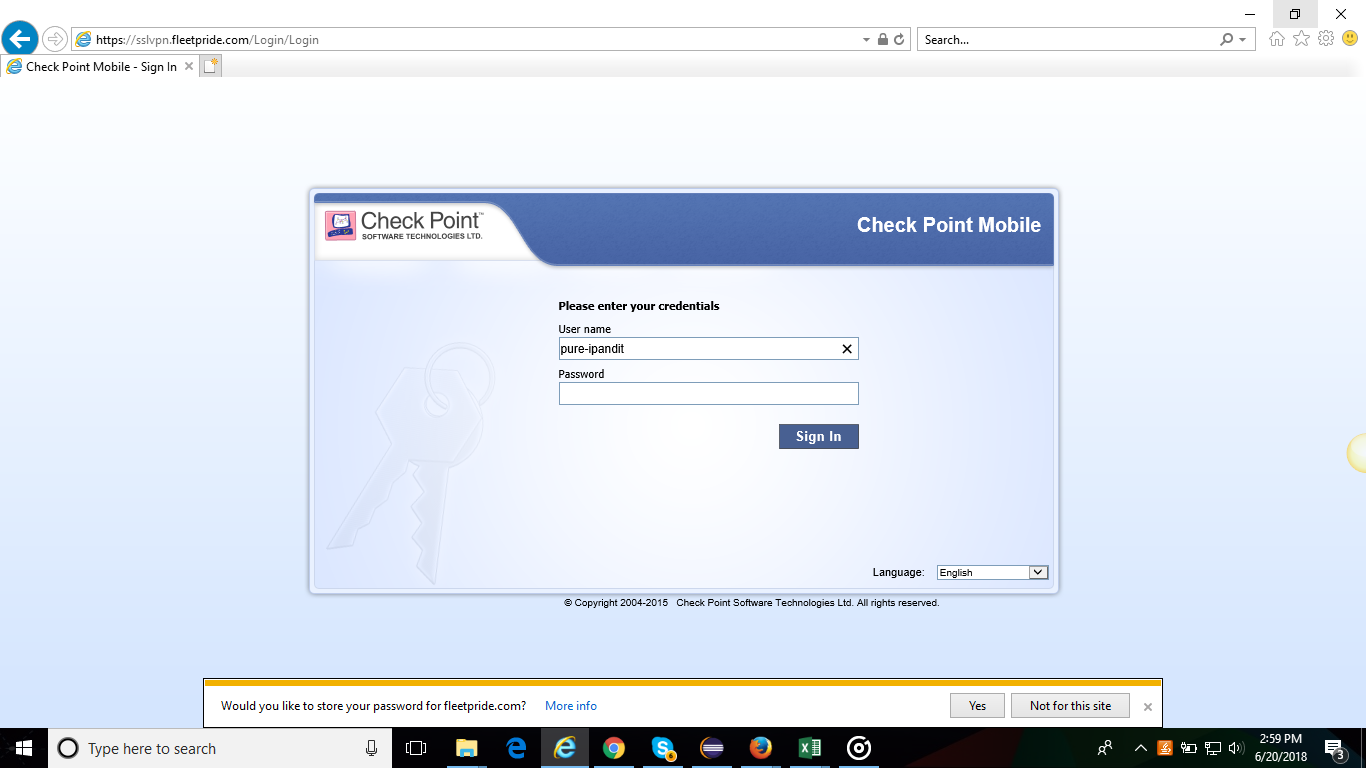 https://sslvpn.fleetpride.com/Login/Login
Search...
Check Point Mobile - Sign In
Check Point™
SOFTWARE TECHNOLOGIES LTD.
Check Point Mobile
Please enter your credentials
User name
pure-ipandit
Password
Sign In
Language: English
© Copyright 2004-2015 Check Point Software Technologies Ltd. All rights reserved.
Would you like to store your password for fleetpride.com? More info Yes Not for this site
Type here to search
2:59 PM
6/20/2018
3